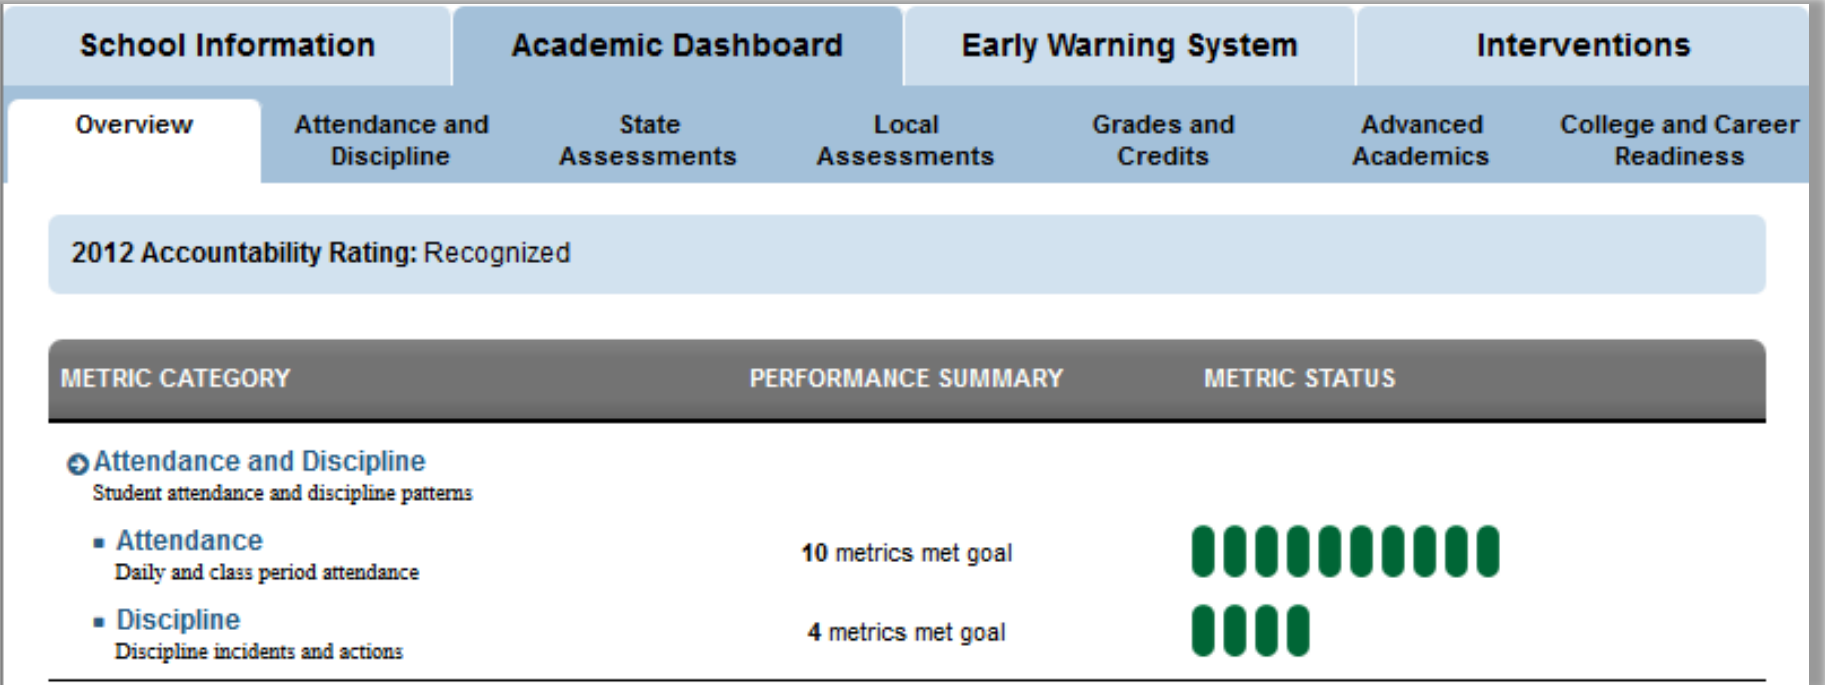 School Information
Academic Dashboard
Early Warning System
Interventions
Overview
Attendance and
Discipline
State
Assessments
Local
Assessments
Grades and
Credits
Advanced
Academics
College and Career
Readiness
2012 Accountability Rating: Recognized
METRIC CATEGORY
PERFORMANCE SUMMARY
METRIC STATUS
Attendance and Discipline
Student attendance and discipline patterns
Attendance
Daily and class period attendance
10 metrics met goal
Discipline
Discipline incidents and actions
4 metrics met goal